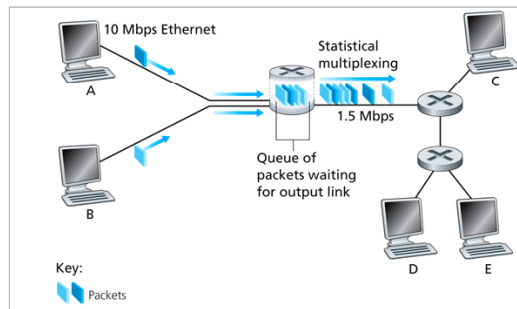 10 Mbps Ethernet
A
Statistical
multiplexing
C
1.5 Mbps
Queue of
packets waiting
for output link
B
D
E
Key:
Packets